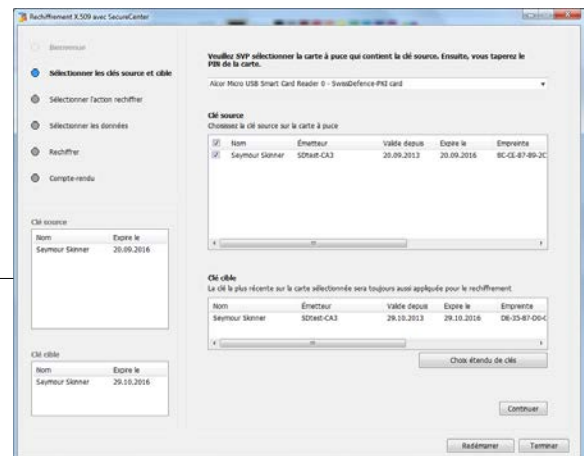 Rechiffrement X.509 avec SecureCenter
Bienvenue
Sélectionner les clés source et cible
Sélectionner l'action rechiffrer
Sélectionner les données
Rechiffrer
Compte-rendu
Clé source
Nom Expire le
Seymour Skinner 20.09.2016
Clé cible
Nom Expire le
Seymour Skinner 29.10.2016
Veuillez SVP sélectionner la carte à puce qui contient la clé source. Ensuite, vous taperez le
PIN de la carte.
Alcor Micro USB Smart Card Reader 0 - SwissDefence-PKI card
Clé source
Choisissez la clé source sur la carte à puce
Nom Émetteur Valide depuis Expire le Empreinte
Seymour Skinner SDtest-CA3 20.09.2013 20.09.2016 BC-CE-87-89-2C
Clé cible
La clé la plus récente sur la carte sélectionnée sera toujours aussi appliquée pour le rechiffrement
Nom Émetteur Valide depuis Expire le Empreinte
Seymour Skinner SDtest-CA3 29.10.2013 29.10.2016 DE-35-87-D0-
Choix étendu de clés
Continuer
Redémarrer Terminer